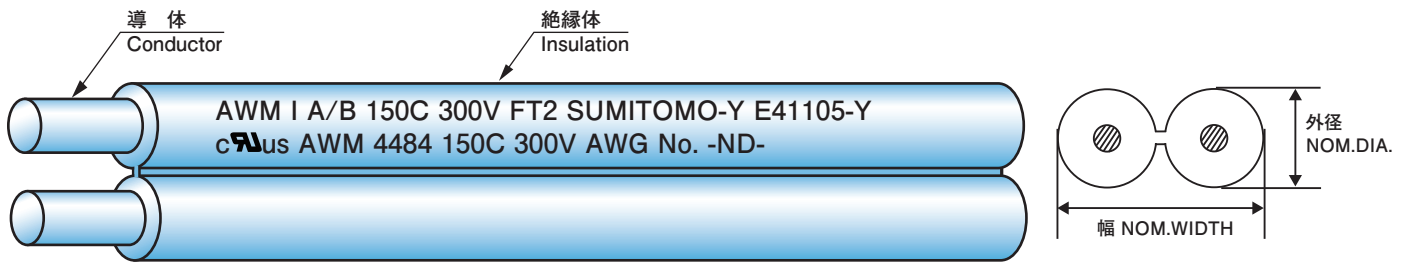 導 体
Conductor
絶縁体
Insulation
AWM I A/B 150C 300V FT2 SUMITOMO-Y E41105-Y
cRUus AWM 4484 150C 300V AWG No. -ND-
外径
NOM.DIA.
幅 NOM.WIDTH